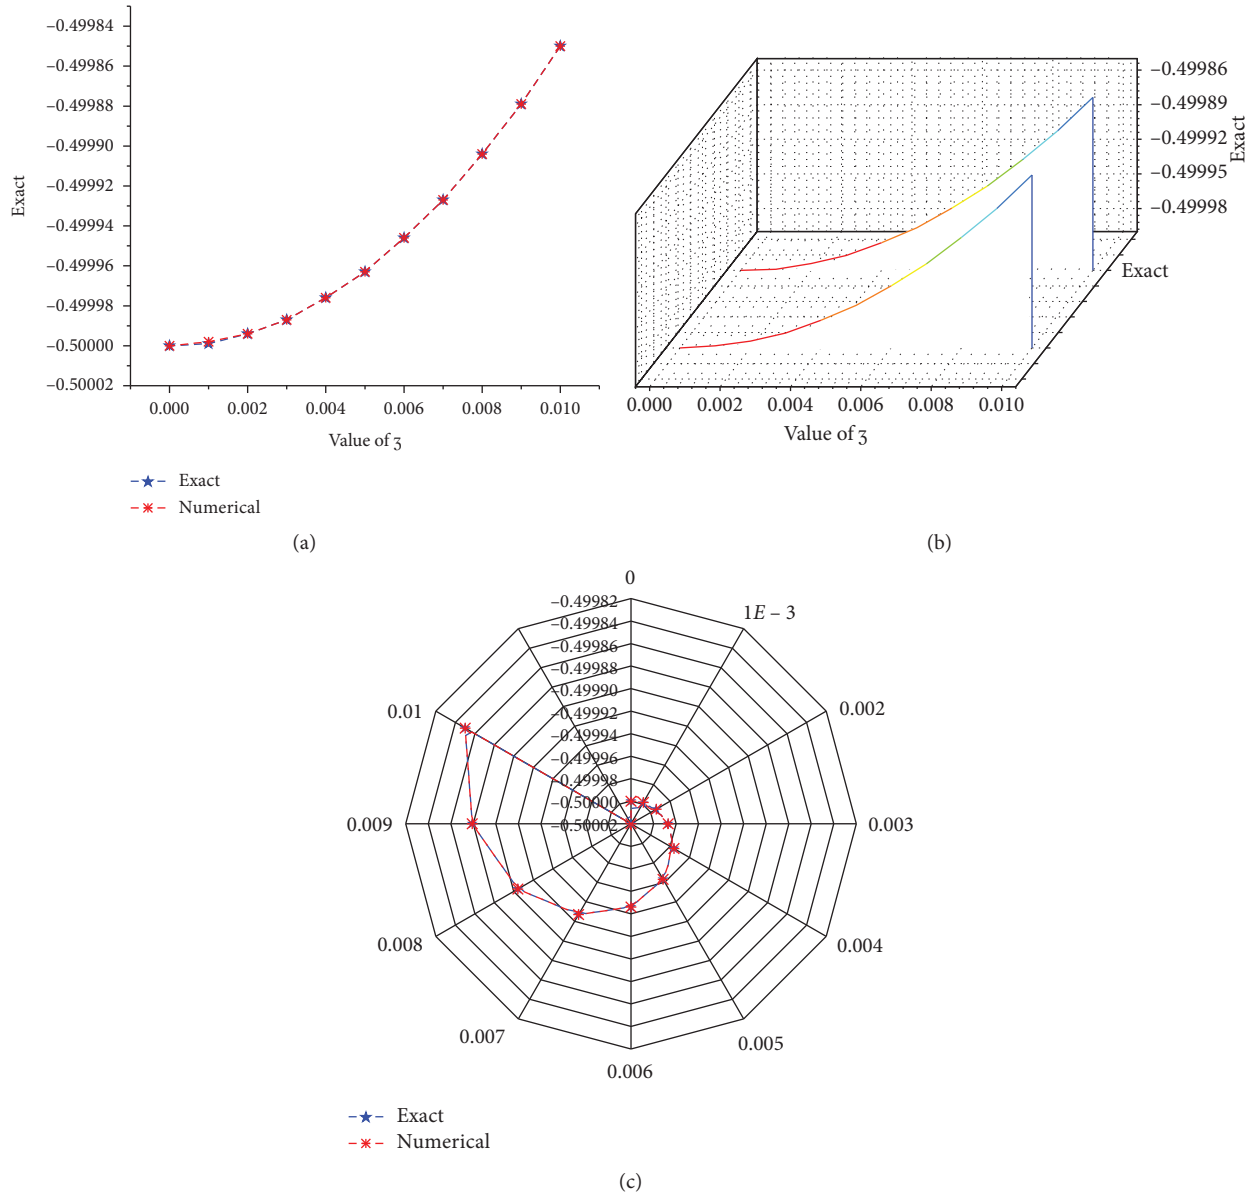 −0.49984
−0.49986
−0.49988
−0.49990
−0.49992
−0.49994
−0.49996
−0.49998
−0.50000
−0.50002
Exact
0.000 0.002 0.004 0.006 0.008 0.010
Value of ʒ
Exact
Numerical
(a)
−0.49986
−0.49989
−0.49992
−0.49995
−0.49998
Exact
Exact
0.000 0.002 0.004 0.006 0.008 0.010
Value of ʒ
(b)
0
1E – 3
0.002
0.003
0.004
0.005
0.006
0.007
0.008
0.009
0.01
−0.49982
−0.49984
−0.49986
−0.49988
−0.49990
−0.49992
−0.49994
−0.49996
−0.49998
−0.50000
−0.50002
Exact
Numerical
(c)